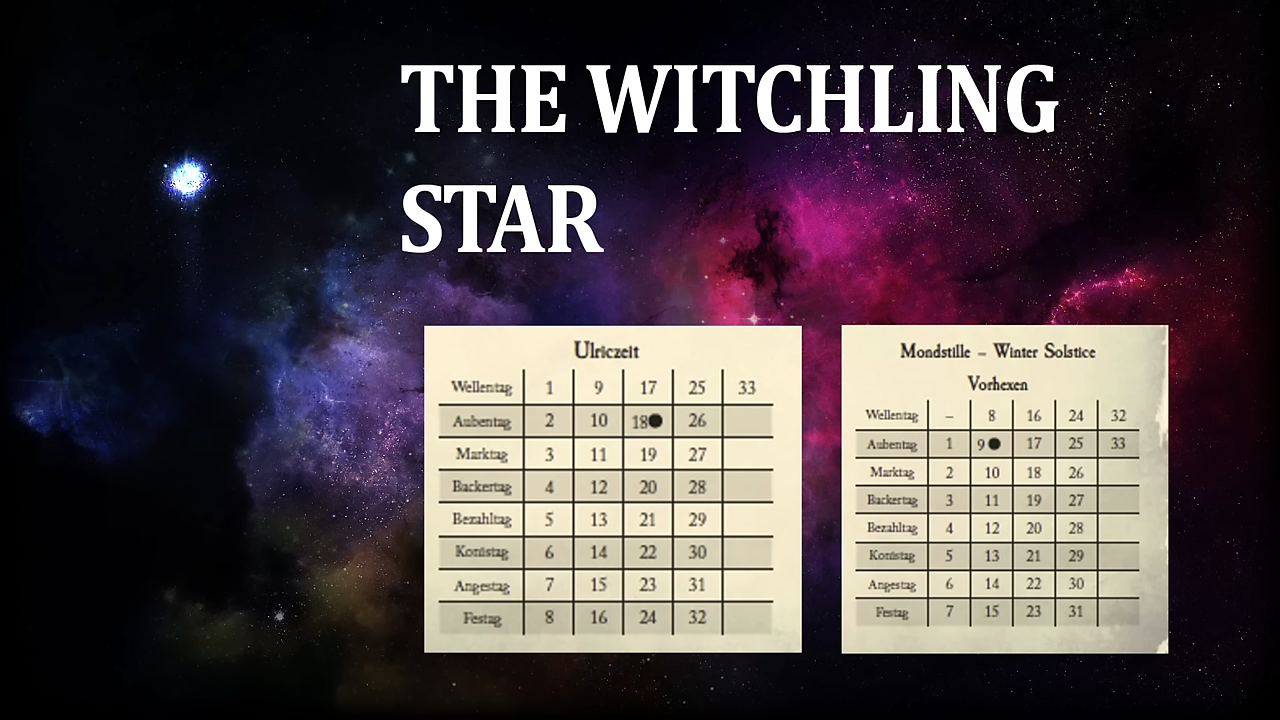 THE WITCHLING
STAR
Ulriczeit
Wellentag 1 9 17 25 33
Aubentag 2 10 18● 26
Marktag 3 11 19 27
Backertag 4 12 20 28
Bezahltag 5 13 21 29
Konistag 6 14 22 30
Angestag 7 15 23 31
Festag 8 16 24 32
Mondstille – Winter Solstice
Vorhexen
Wellentag – 8 16 24 32
Aubentag 1 9● 17 25 33
Marktag 2 10 18 26
Backertag 3 11 19 27
Bezahltag 4 12 20 28
Konistag 5 13 21 29
Angestag 6 14 22 30
Festag 7 15 23 31